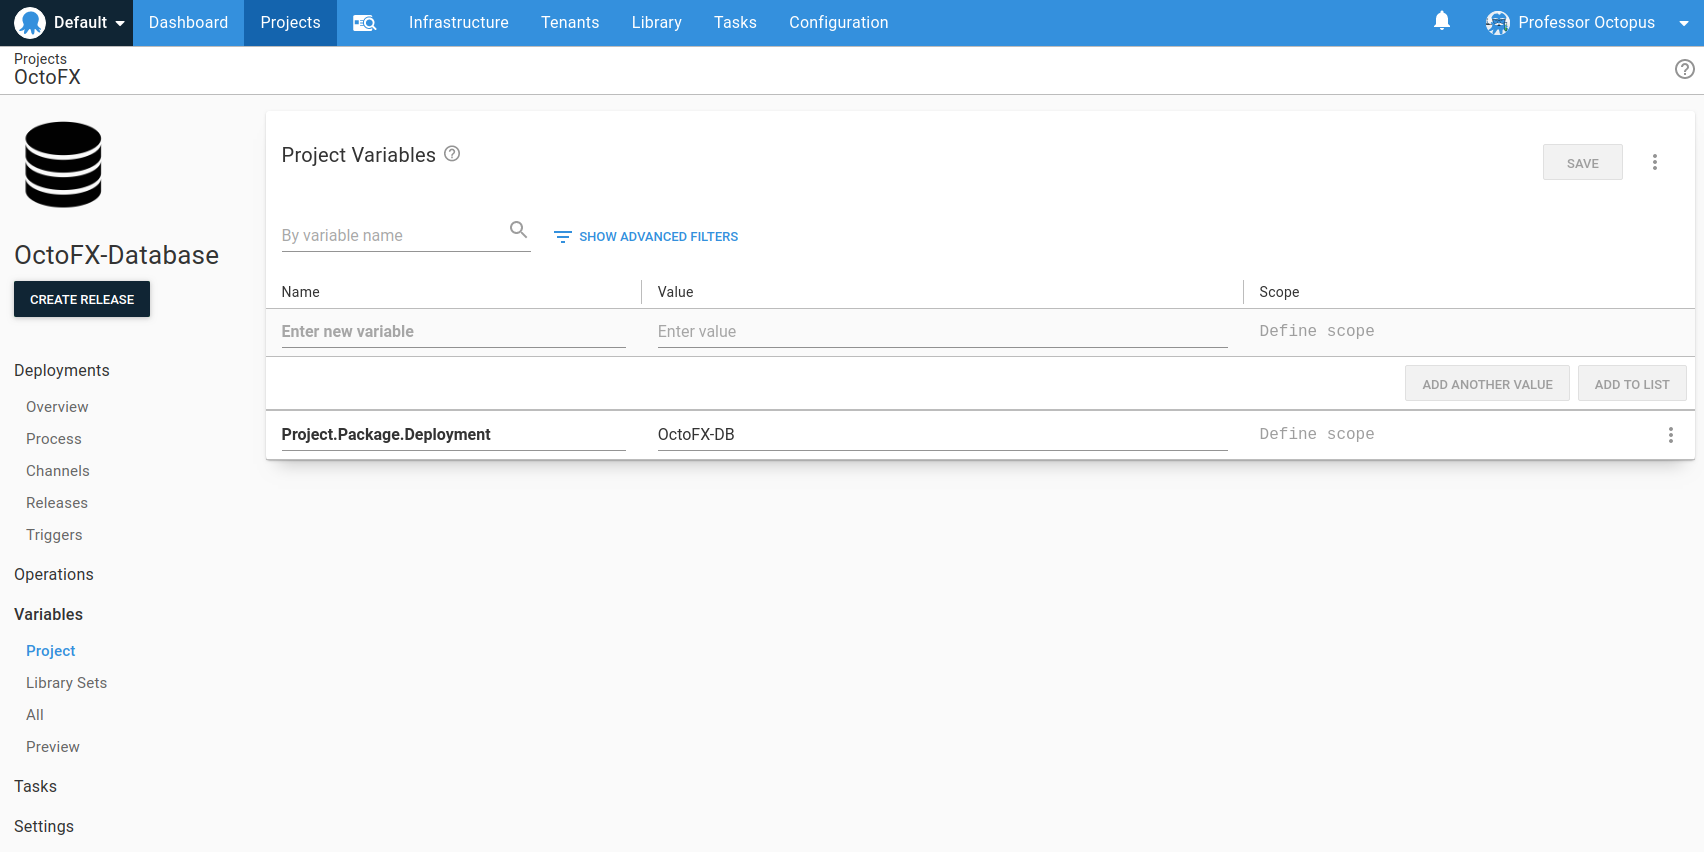 Default
Dashboard
Projects
Infrastructure
Tenants
Library
Tasks
Configuration
Professor Octopus
Projects
OctoFX
OctoFX-Database
CREATE RELEASE
Deployments
Overview
Process
Channels
Releases
Triggers
Operations
Variables
Project
Library Sets
All
Preview
Tasks
Settings
Project Variables
SAVE
By variable name
SHOW ADVANCED FILTERS
Name
Value
Scope
Enter new variable
Enter value
Define scope
ADD ANOTHER VALUE
ADD TO LIST
Project.Package.Deployment
OctoFX-DB
Define scope